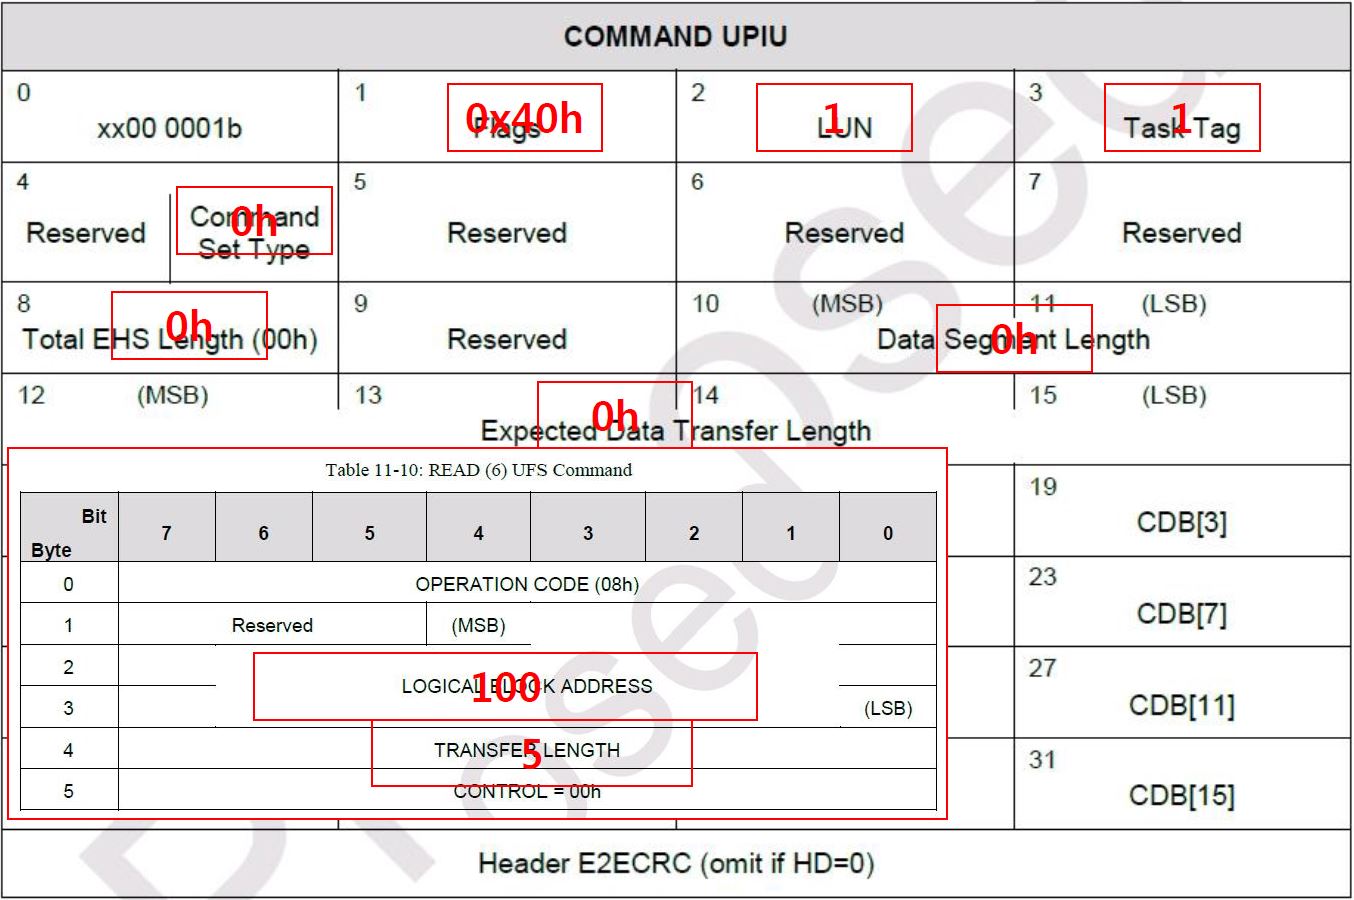 COMMAND UPIU
0 1 2 3
xx00 0001b Flags 0x40h LUN 1 Task Tag 1
4 5 6 7
Reserved Command Set Type 0h Reserved Reserved Reserved
8 9 10 (MSB) 11 (LSB)
Total EHS Length (00h) 0h Reserved Data Segment Length 0h
12 (MSB) 13 14 15 (LSB)
Expected Data Transfer Length 0h
Table 11-10: READ (6) UFS Command
Bit
Byte 7 6 5 4 3 2 1 0
0 OPERATION CODE (08h)
1 Reserved (MSB)
2
LOGICAL BLOCK ADDRESS 100
3 (LSB)
4 TRANSFER LENGTH 5
5 CONTROL = 00h
19
CDB[3]
23
CDB[7]
27
CDB[11]
31
CDB[15]
Header E2ECRC (omit if HD=0)